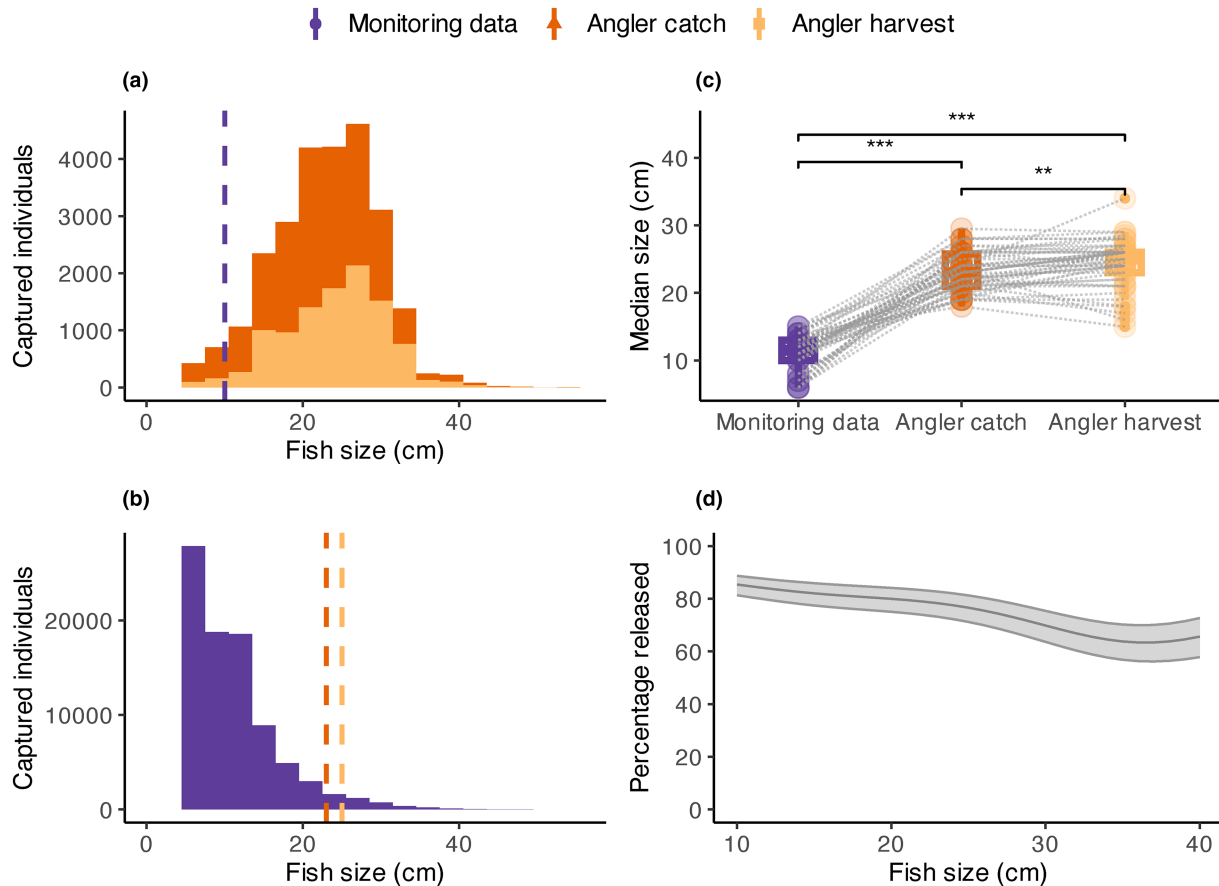 Monitoring data Angler catch Angler harvest
(a)
Captured individuals
4000
3000
2000
1000
0
0 20 40
Fish size (cm)
(c)
Median size (cm)
40
30
20
10
***
***
**
Monitoring data Angler catch Angler harvest
(b)
Captured individuals
20000
10000
0
0 20 40
Fish size (cm)
(d)
Percentage released
100
80
60
40
20
0
10 20 30 40
Fish size (cm)